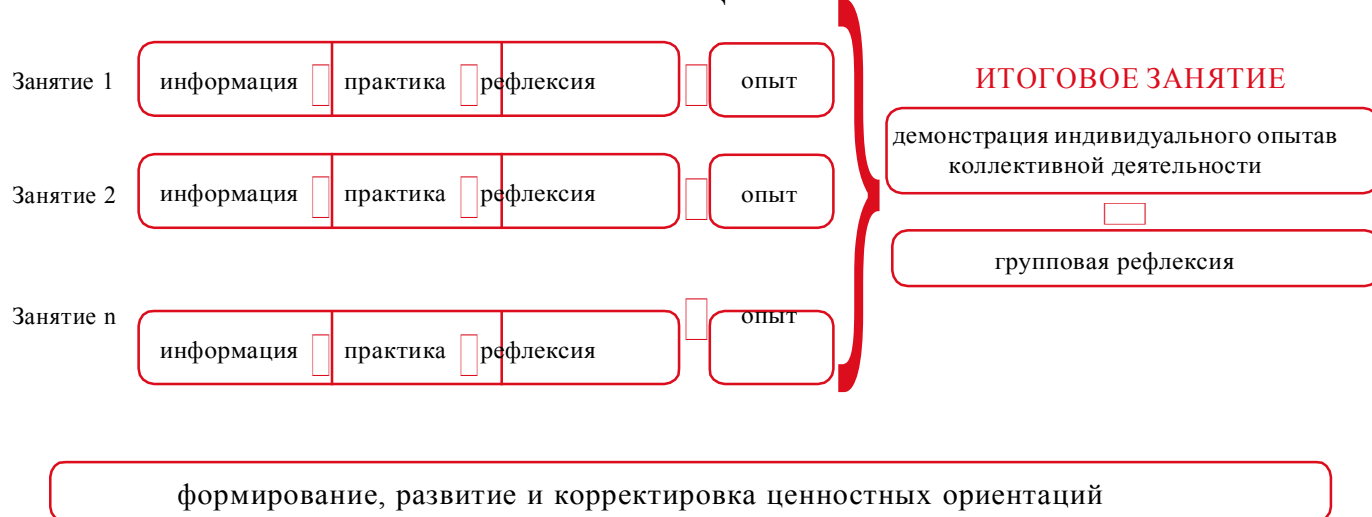 Занятие 1 информация практика рефлексия опыт
ИТОГОВОЕ ЗАНЯТИЕ
демонстрация индивидуального опытав
коллективной деятельности
Занятие 2 информация практика рефлексия опыт
групповая рефлексия
Занятие n опыт
информация практика рефлексия
формирование, развитие и корректировка ценностных ориентаций